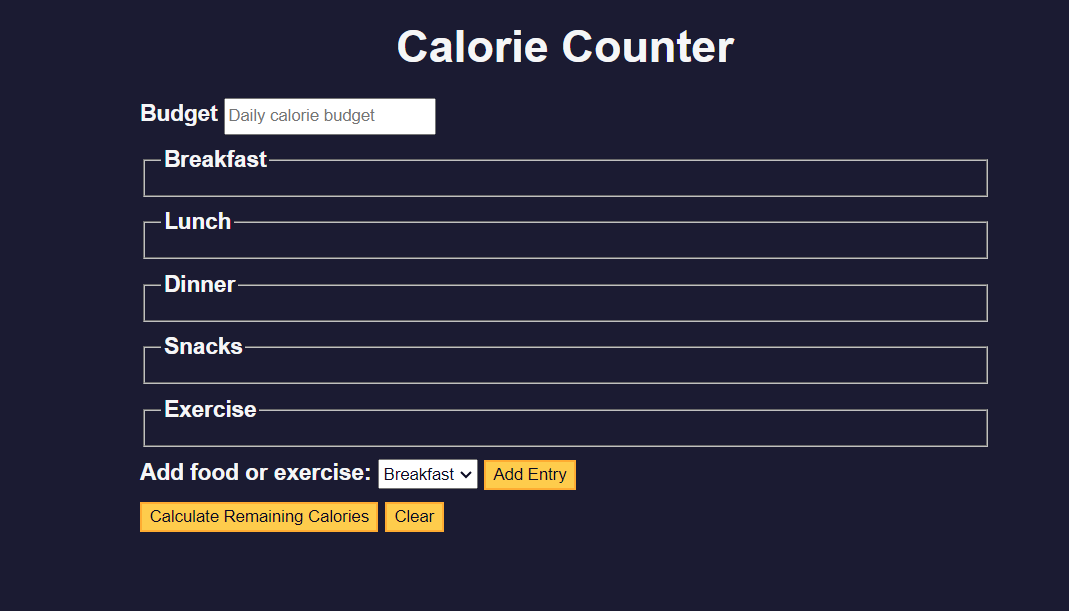 Calorie Counter
Budget Daily calorie budget
Breakfast
Lunch
Dinner
Snacks
Exercise
Add food or exercise: Breakfast Add Entry
Calculate Remaining Calories Clear